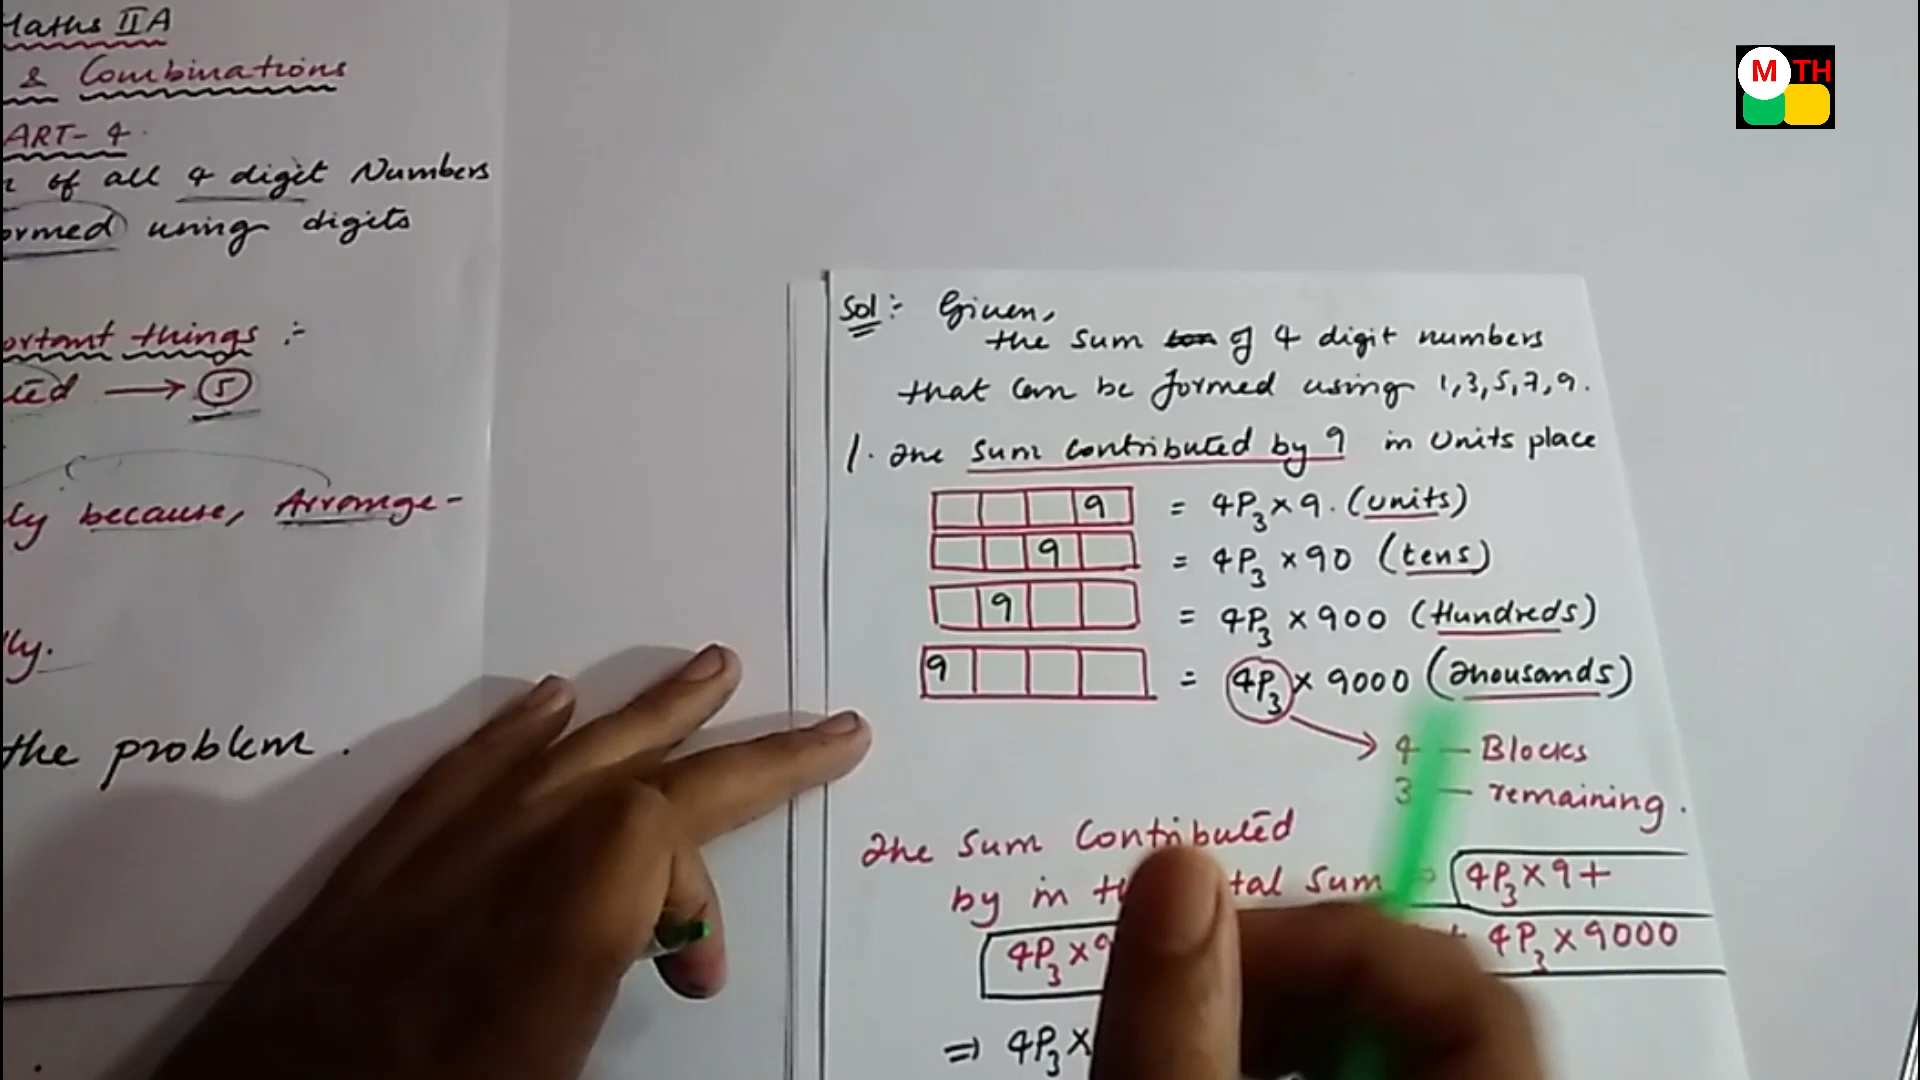 Maths IIA
& Combinations
ART-4.
of all 4 digit Numbers
ormed using digits
ortant things :-
ted → 5
ly because, Arrange-
lly.
the problem.
M TH
Sol:- Given,
the sum of 4 digit numbers
that can be formed using 1,3,5,7,9.
1. The sum contributed by 9 in Units place
9 = 4P3 × 9. (units)
9 = 4P3 × 90 (tens)
9 = 4P3 × 900 (Hundreds)
9 = 4P3 × 9000 (Thousands)
4 — Blocks
3 — remaining.
The sum Contributed
by in tal sum = 4P3 × 9 +
4P3 × 9 + 4P3 × 9000
⇒ 4P3 ×